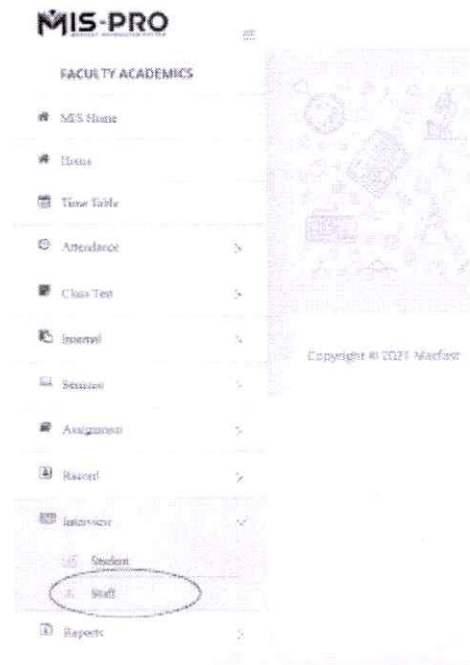 MIS-PRO
FACULTY ACADEMICS
MIS Home
Home
Time Table
Attendance
Class Test
Internal
Seminar
Assignment
Record
Interview
Student
Staff
Reports
Copyright © 2021 Macfast